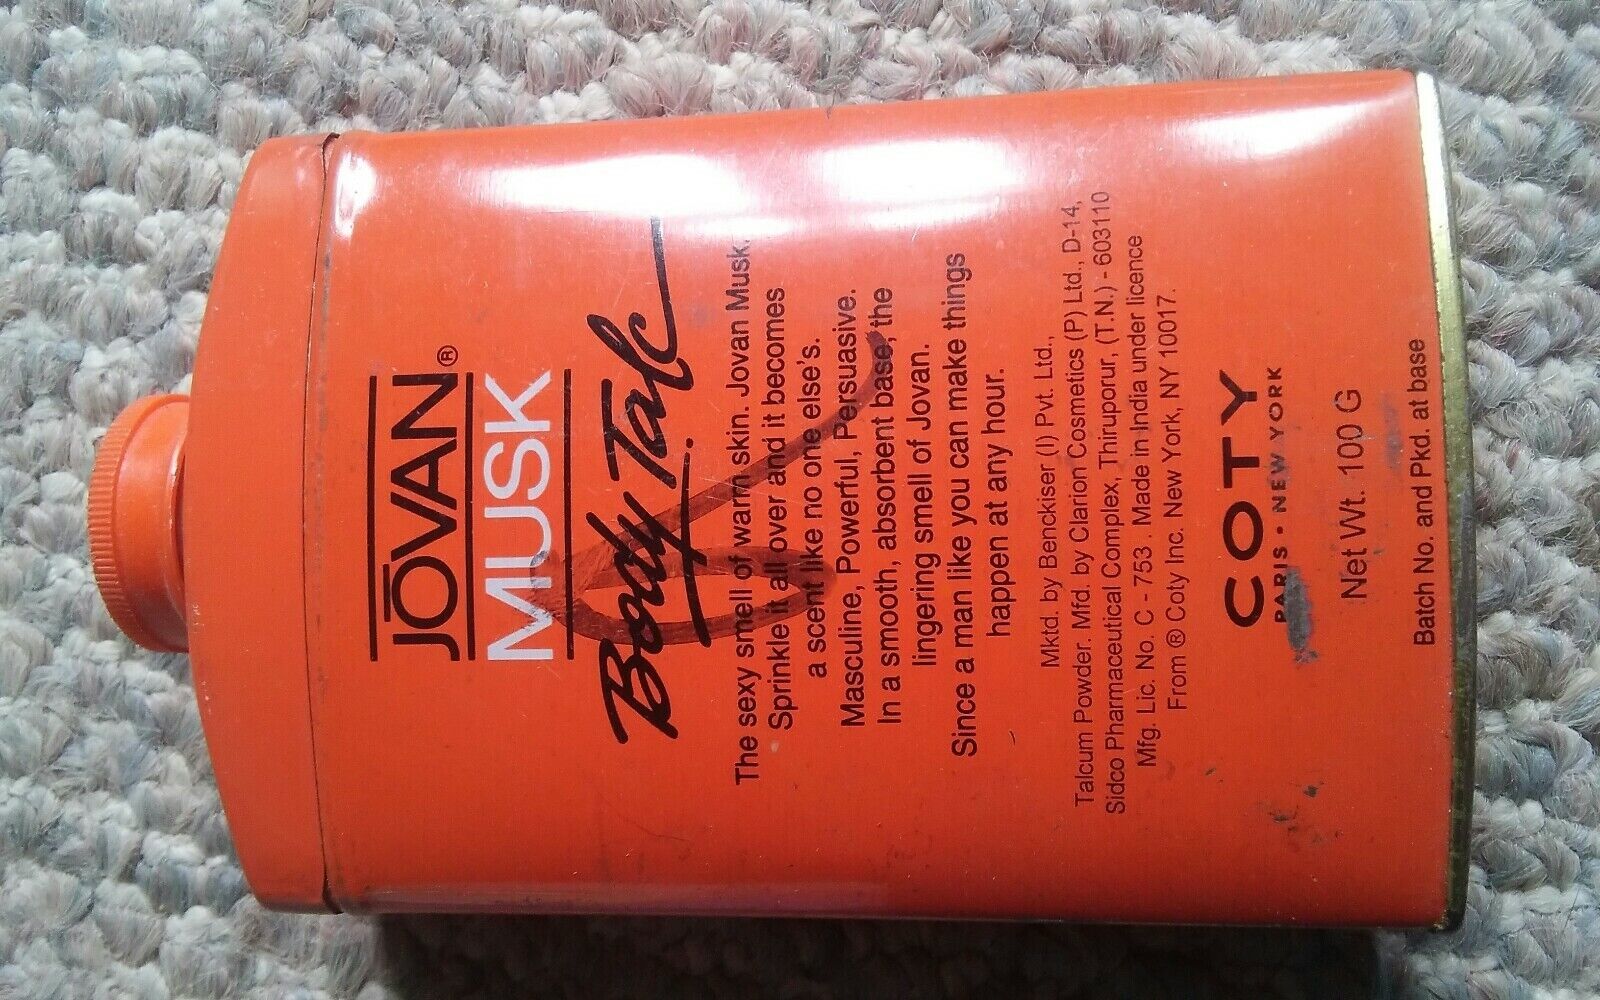 JŌVAN®
MUSK
Body Talc
The sexy smell of warm skin. Jovan Musk.
Sprinkle it all over and it becomes
a scent like no one else's.
Masculine, Powerful, Persuasive.
In a smooth, absorbent base, the
lingering smell of Jovan.
Since a man like you can make things
happen at any hour.
Mktd. by Benckiser (I) Pvt. Ltd.,
Talcum Powder. Mfd. by Clarion Cosmetics (P) Ltd., D-14,
Sidco Pharmaceutical Complex, Thiruporur, (T.N.) - 603110
Mfg. Lic. No. C - 753 . Made in India under licence
From ® Coty Inc. New York, NY 10017.
COTY
PARIS • NEW YORK
Net Wt. 100 G
Batch No. and Pkd. at base